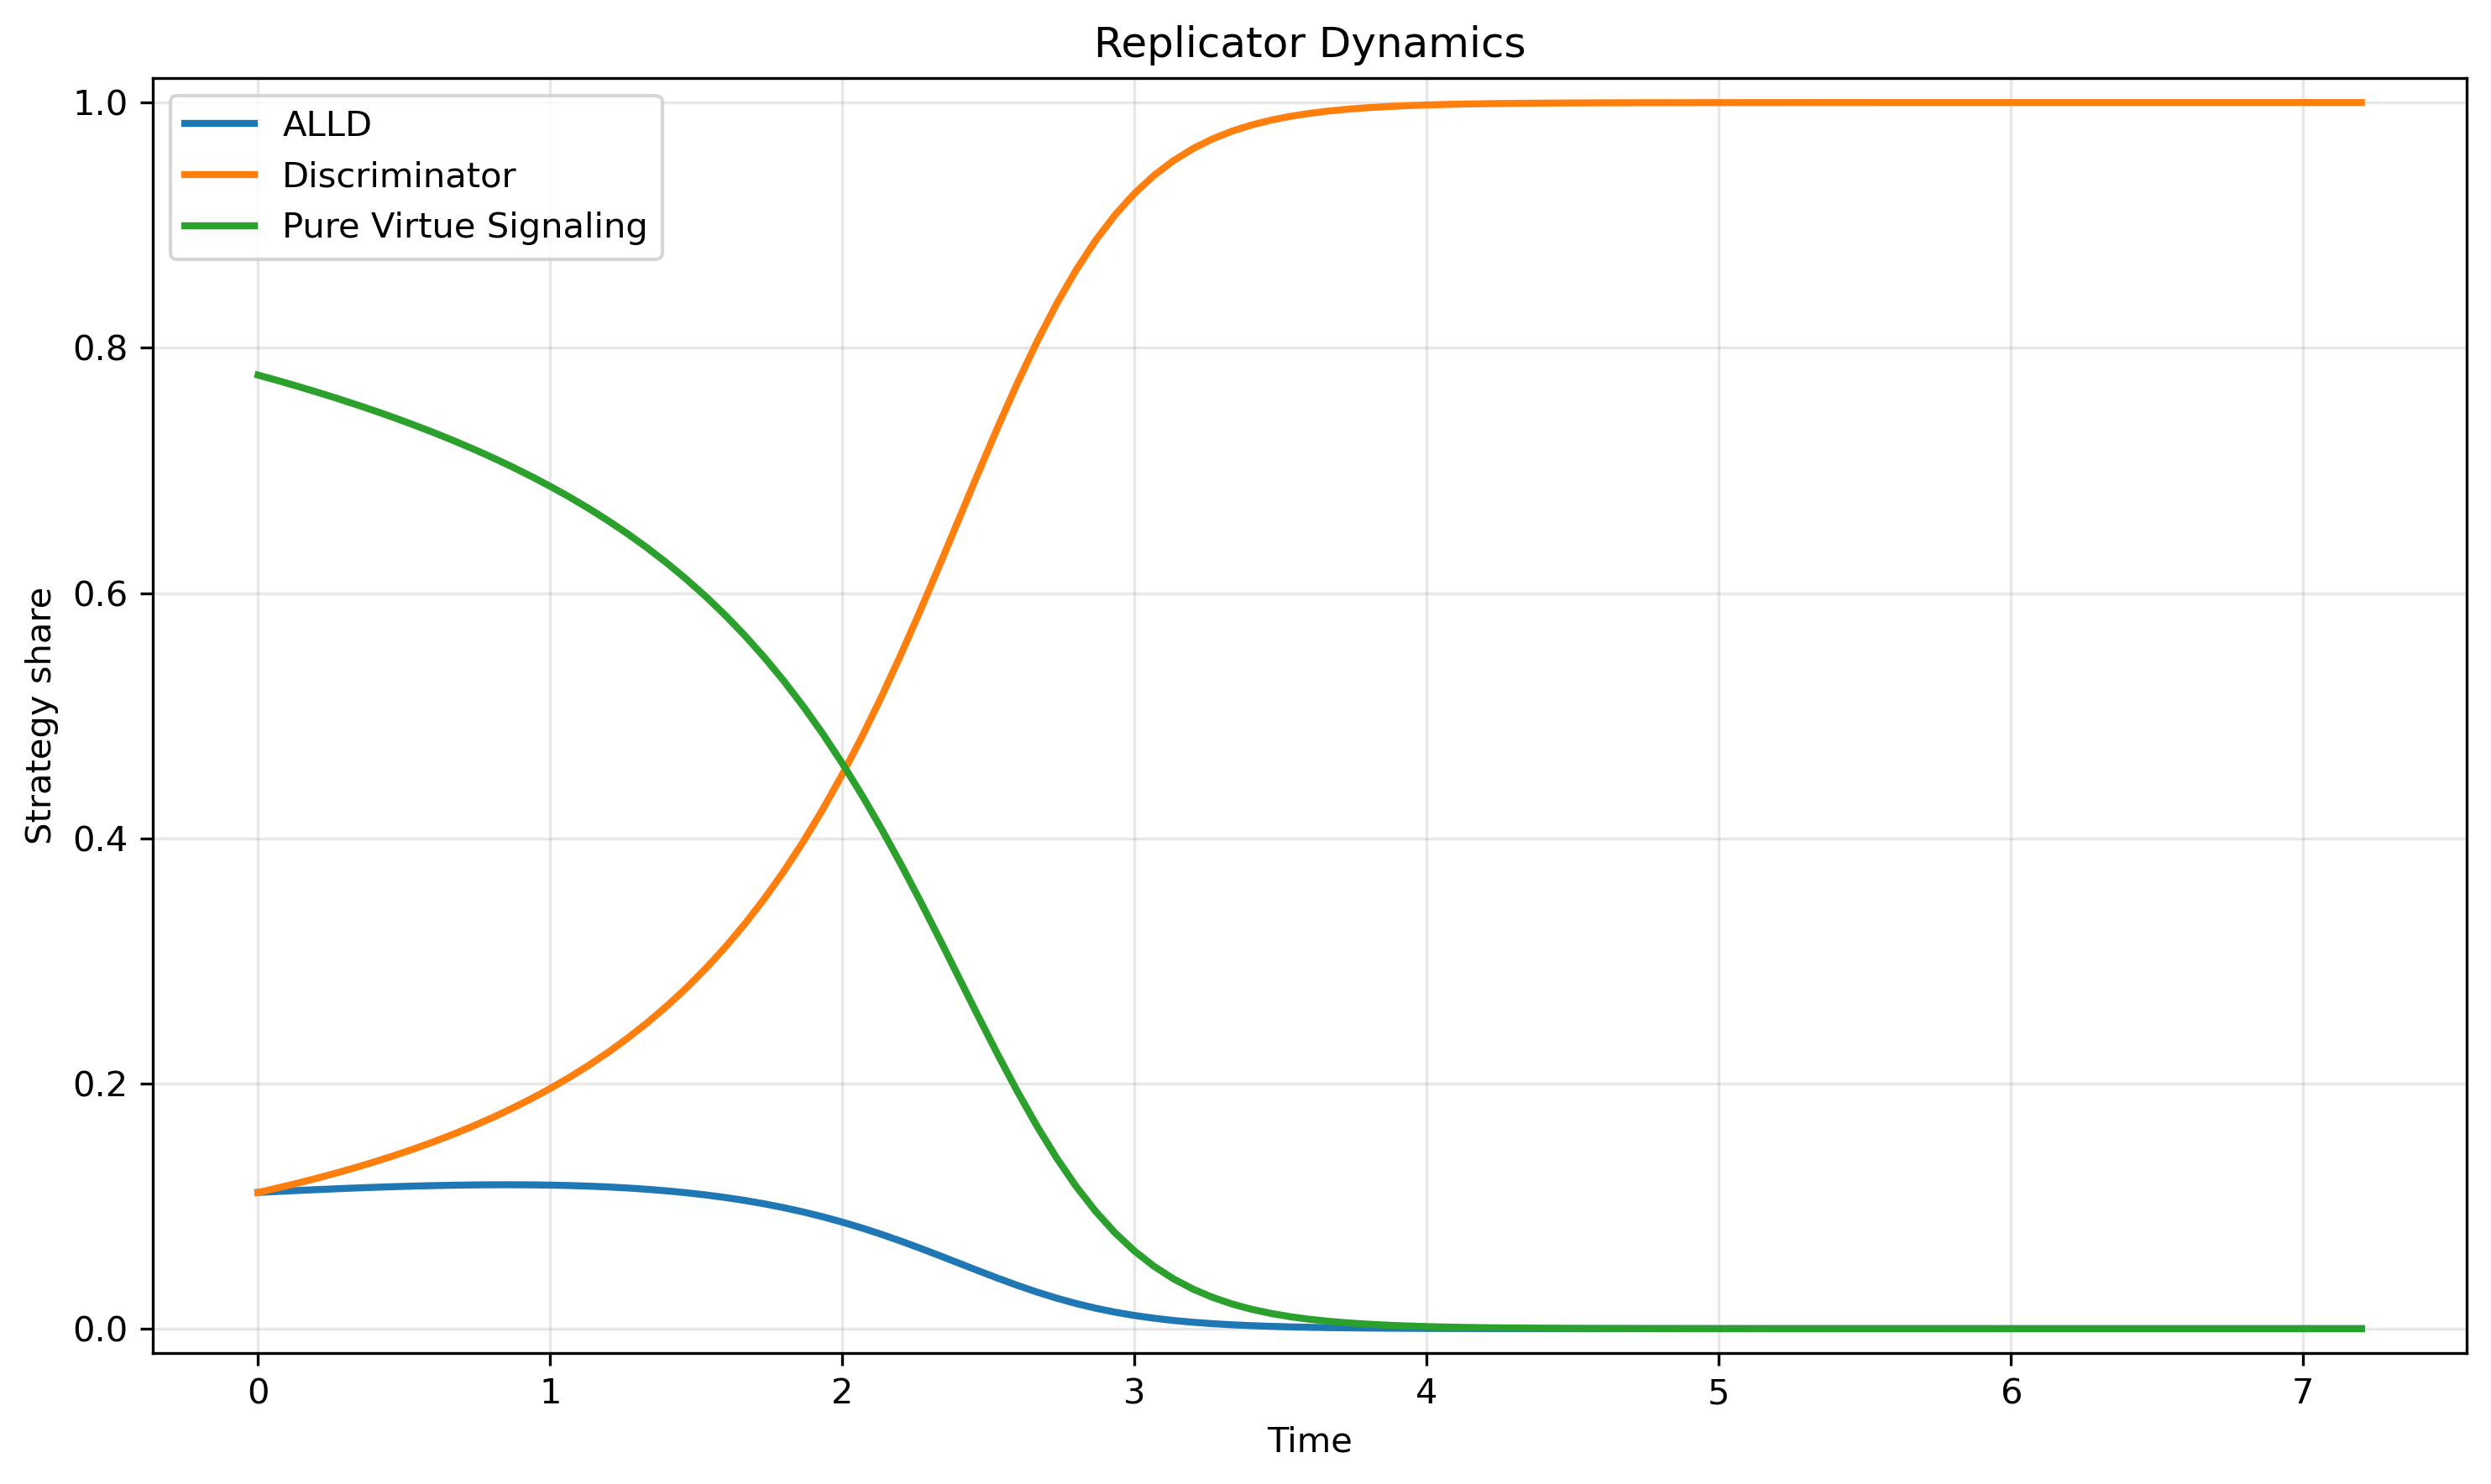 Replicator Dynamics
ALLD
Discriminator
Pure Virtue Signaling
Strategy share
1.0
0.8
0.6
0.4
0.2
0.0
0 1 2 3 4 5 6 7
Time